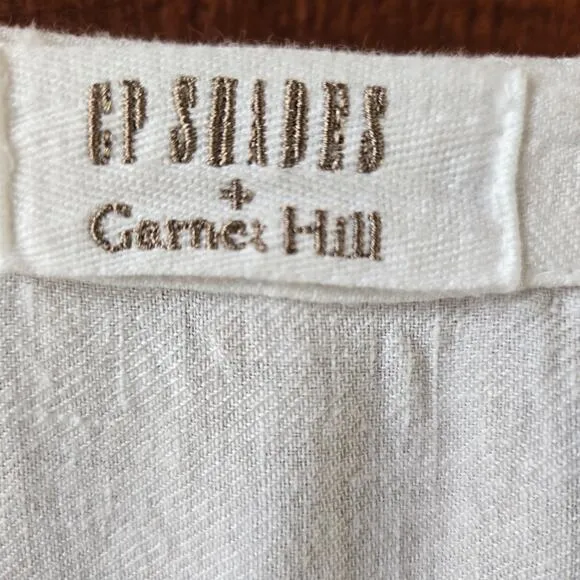 CP SHADES
+
Garnet Hill